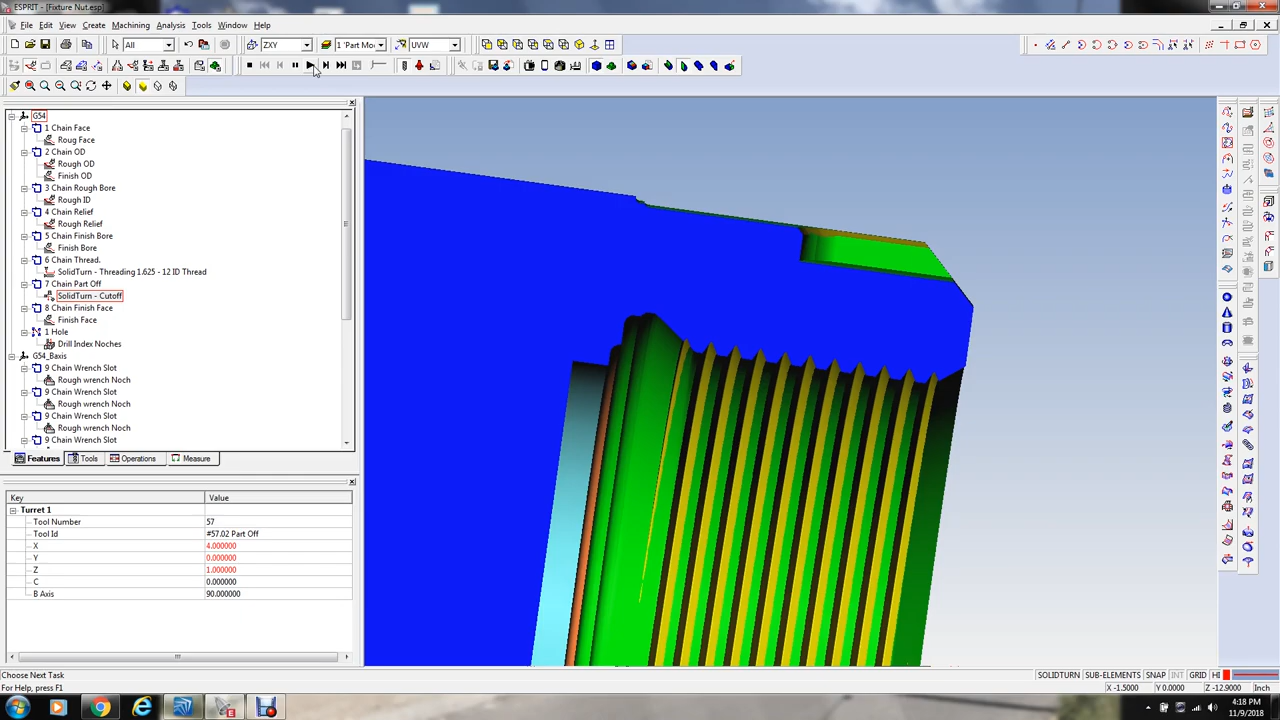 ESPRIT - [Fixture Nut.esp]
File Edit View Create Machining Analysis Tools Window Help
All ZXY 1 'Part Mo UVW
G54
1 Chain Face
Roug Face
2 Chain OD
Rough OD
Finish OD
3 Chain Rough Bore
Rough ID
4 Chain Relief
Rough Relief
5 Chain Finish Bore
Finish Bore
6 Chain Thread.
SolidTurn - Threading 1.625 - 12 ID Thread
7 Chain Part Off
SolidTurn - Cutoff
8 Chain Finish Face
Finish Face
1 Hole
Drill Index Noches
G54_Baxis
9 Chain Wrench Slot
Rough wrench Noch
9 Chain Wrench Slot
Rough wrench Noch
9 Chain Wrench Slot
Rough wrench Noch
9 Chain Wrench Slot
Features Tools Operations Measure
Key Value
Turret 1
Tool Number 57
Tool Id #57.02 Part Off
X 4.000000
Y 0.000000
Z 1.000000
C 0.000000
B Axis 90.000000
Choose Next Task SOLIDTURN SUB-ELEMENTS SNAP INT GRID HI
For Help, press F1 X -1.5000 Y 0.0000 Z -12.9000 Inch
4:18 PM
11/9/2018